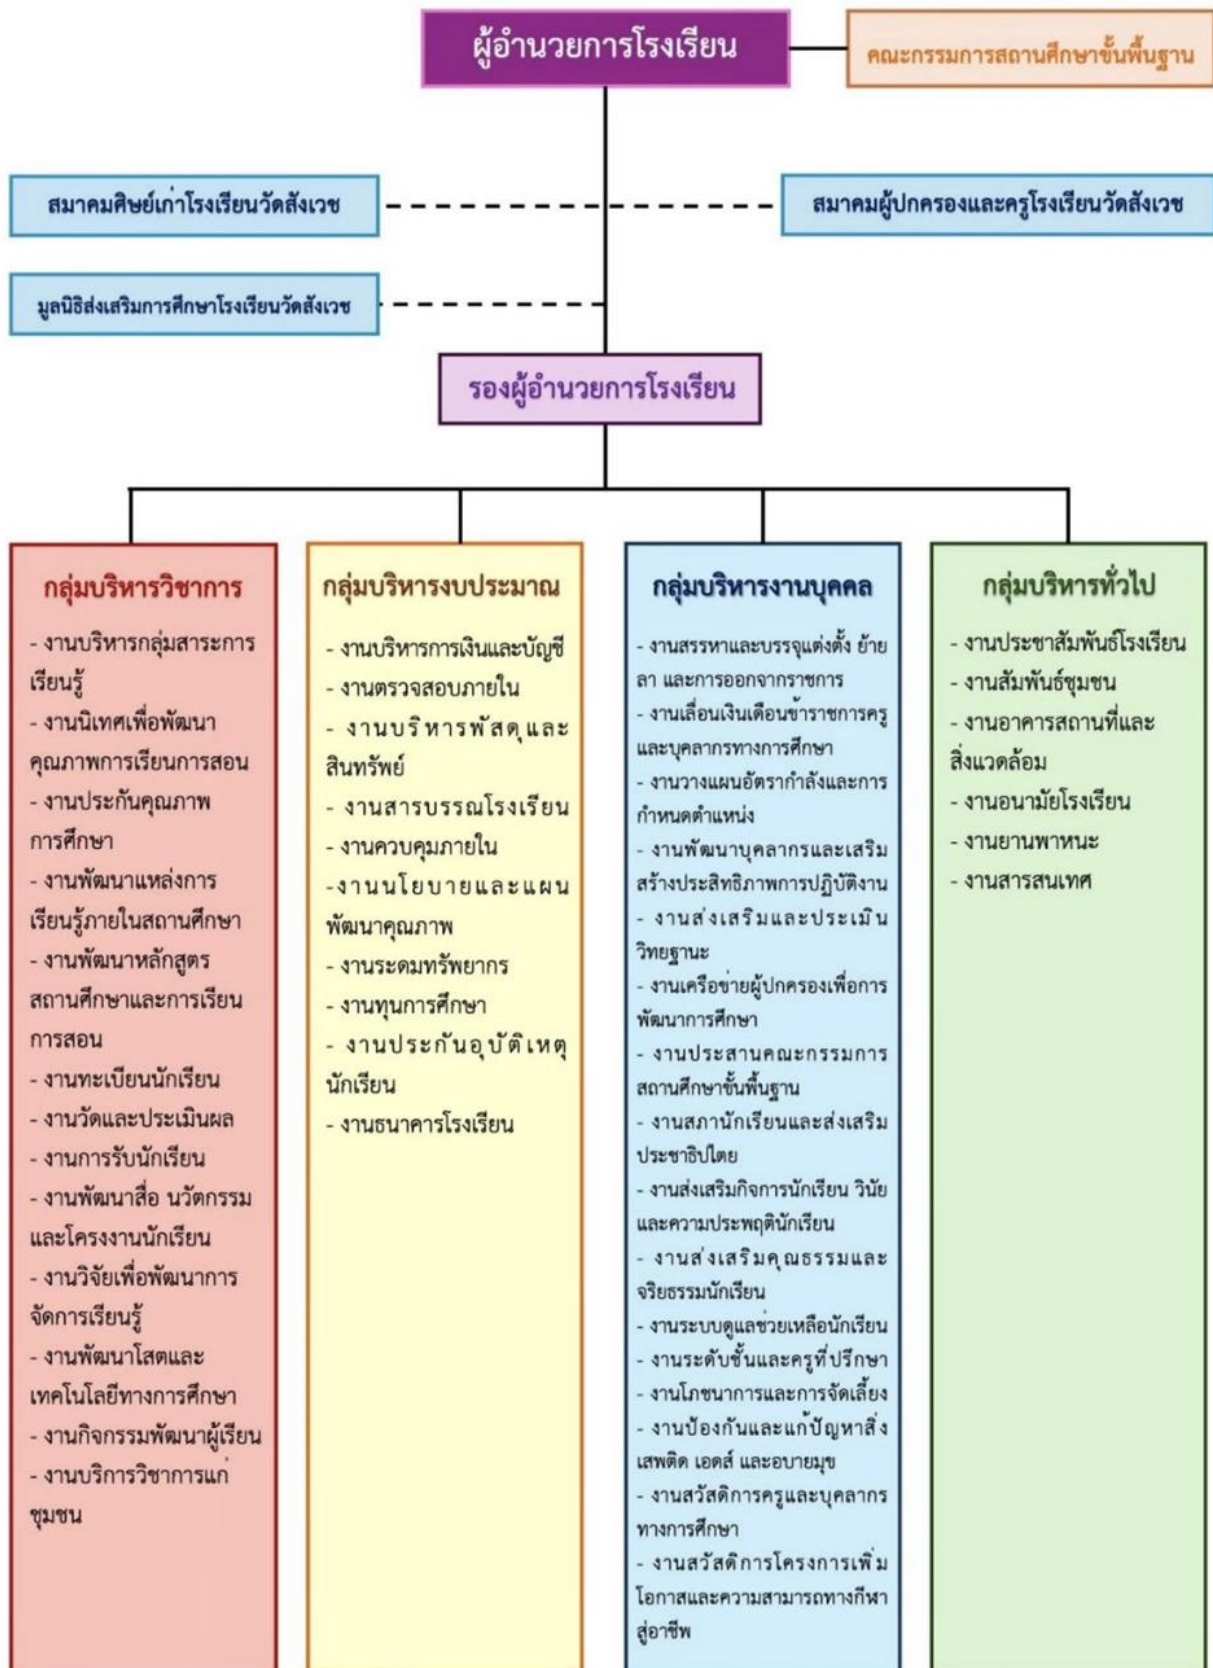 ผู้อำนวยการโรงเรียน
คณะกรรมการสถานศึกษาขั้นพื้นฐาน
สมาคมศิษย์เก่าโรงเรียนวัดสังเวช
สมาคมผู้ปกครองและครูโรงเรียนวัดสังเวช
มูลนิธิส่งเสริมการศึกษาโรงเรียนวัดสังเวช
รองผู้อำนวยการโรงเรียน
กลุ่มบริหารวิชาการ
- งานบริหารกลุ่มสาระการ
เรียนรู้
- งานนิเทศเพื่อพัฒนา
คุณภาพการเรียนการสอน
- งานประกันคุณภาพ
การศึกษา
- งานพัฒนาแหล่งการ
เรียนรู้ภายในสถานศึกษา
- งานพัฒนาหลักสูตร
สถานศึกษาและการเรียน
การสอน
- งานทะเบียนนักเรียน
- งานวัดและประเมินผล
- งานการรับนักเรียน
- งานพัฒนาสื่อ นวัตกรรม
และโครงงานนักเรียน
- งานวิจัยเพื่อพัฒนาการ
จัดการเรียนรู้
- งานพัฒนาโสตและ
เทคโนโลยีทางการศึกษา
- งานกิจกรรมพัฒนาผู้เรียน
- งานบริการวิชาการแก่
ชุมชน
กลุ่มบริหารงบประมาณ
- งานบริหารการเงินและบัญชี
- งานตรวจสอบภายใน
- งานบริหารพัสดุและ
สินทรัพย์
- งานสารบรรณโรงเรียน
- งานควบคุมภายใน
-งานนโยบายและแผน
พัฒนาคุณภาพ
- งานระดมทรัพยากร
- งานทุนการศึกษา
- งานประกันอุบัติเหตุ
นักเรียน
- งานธนาคารโรงเรียน
กลุ่มบริหารงานบุคคล
- งานสรรหาและบรรจุแต่งตั้ง ย้าย
ลา และการออกจากราชการ
- งานเลื่อนเงินเดือนข้าราชการครู
และบุคลากรทางการศึกษา
- งานวางแผนอัตรากำลังและการ
กำหนดตำแหน่ง
- งานพัฒนาบุคลากรและเสริม
สร้างประสิทธิภาพการปฏิบัติงาน
- งานส่งเสริมและประเมิน
วิทยฐานะ
- งานเครือข่ายผู้ปกครองเพื่อการ
พัฒนาการศึกษา
- งานประสานคณะกรรมการ
สถานศึกษาขั้นพื้นฐาน
- งานสภานักเรียนและส่งเสริม
ประชาธิปไตย
- งานส่งเสริมกิจการนักเรียน วินัย
และความประพฤตินักเรียน
- งานส่งเสริมคุณธรรมและ
จริยธรรมนักเรียน
- งานระบบดูแลช่วยเหลือนักเรียน
- งานระดับชั้นและครูที่ปรึกษา
- งานโภชนาการและการจัดเลี้ยง
- งานป้องกันและแก้ปัญหาสิ่ง
เสพติด เอดส์ และอบายมุข
- งานสวัสดิการครูและบุคลากร
ทางการศึกษา
- งานสวัสดิการโครงการเพิ่ม
โอกาสและความสามารถทางกีฬา
สู่อาชีพ
กลุ่มบริหารทั่วไป
- งานประชาสัมพันธ์โรงเรียน
- งานสัมพันธ์ชุมชน
- งานอาคารสถานที่และ
สิ่งแวดล้อม
- งานอนามัยโรงเรียน
- งานยานพาหนะ
- งานสารสนเทศ